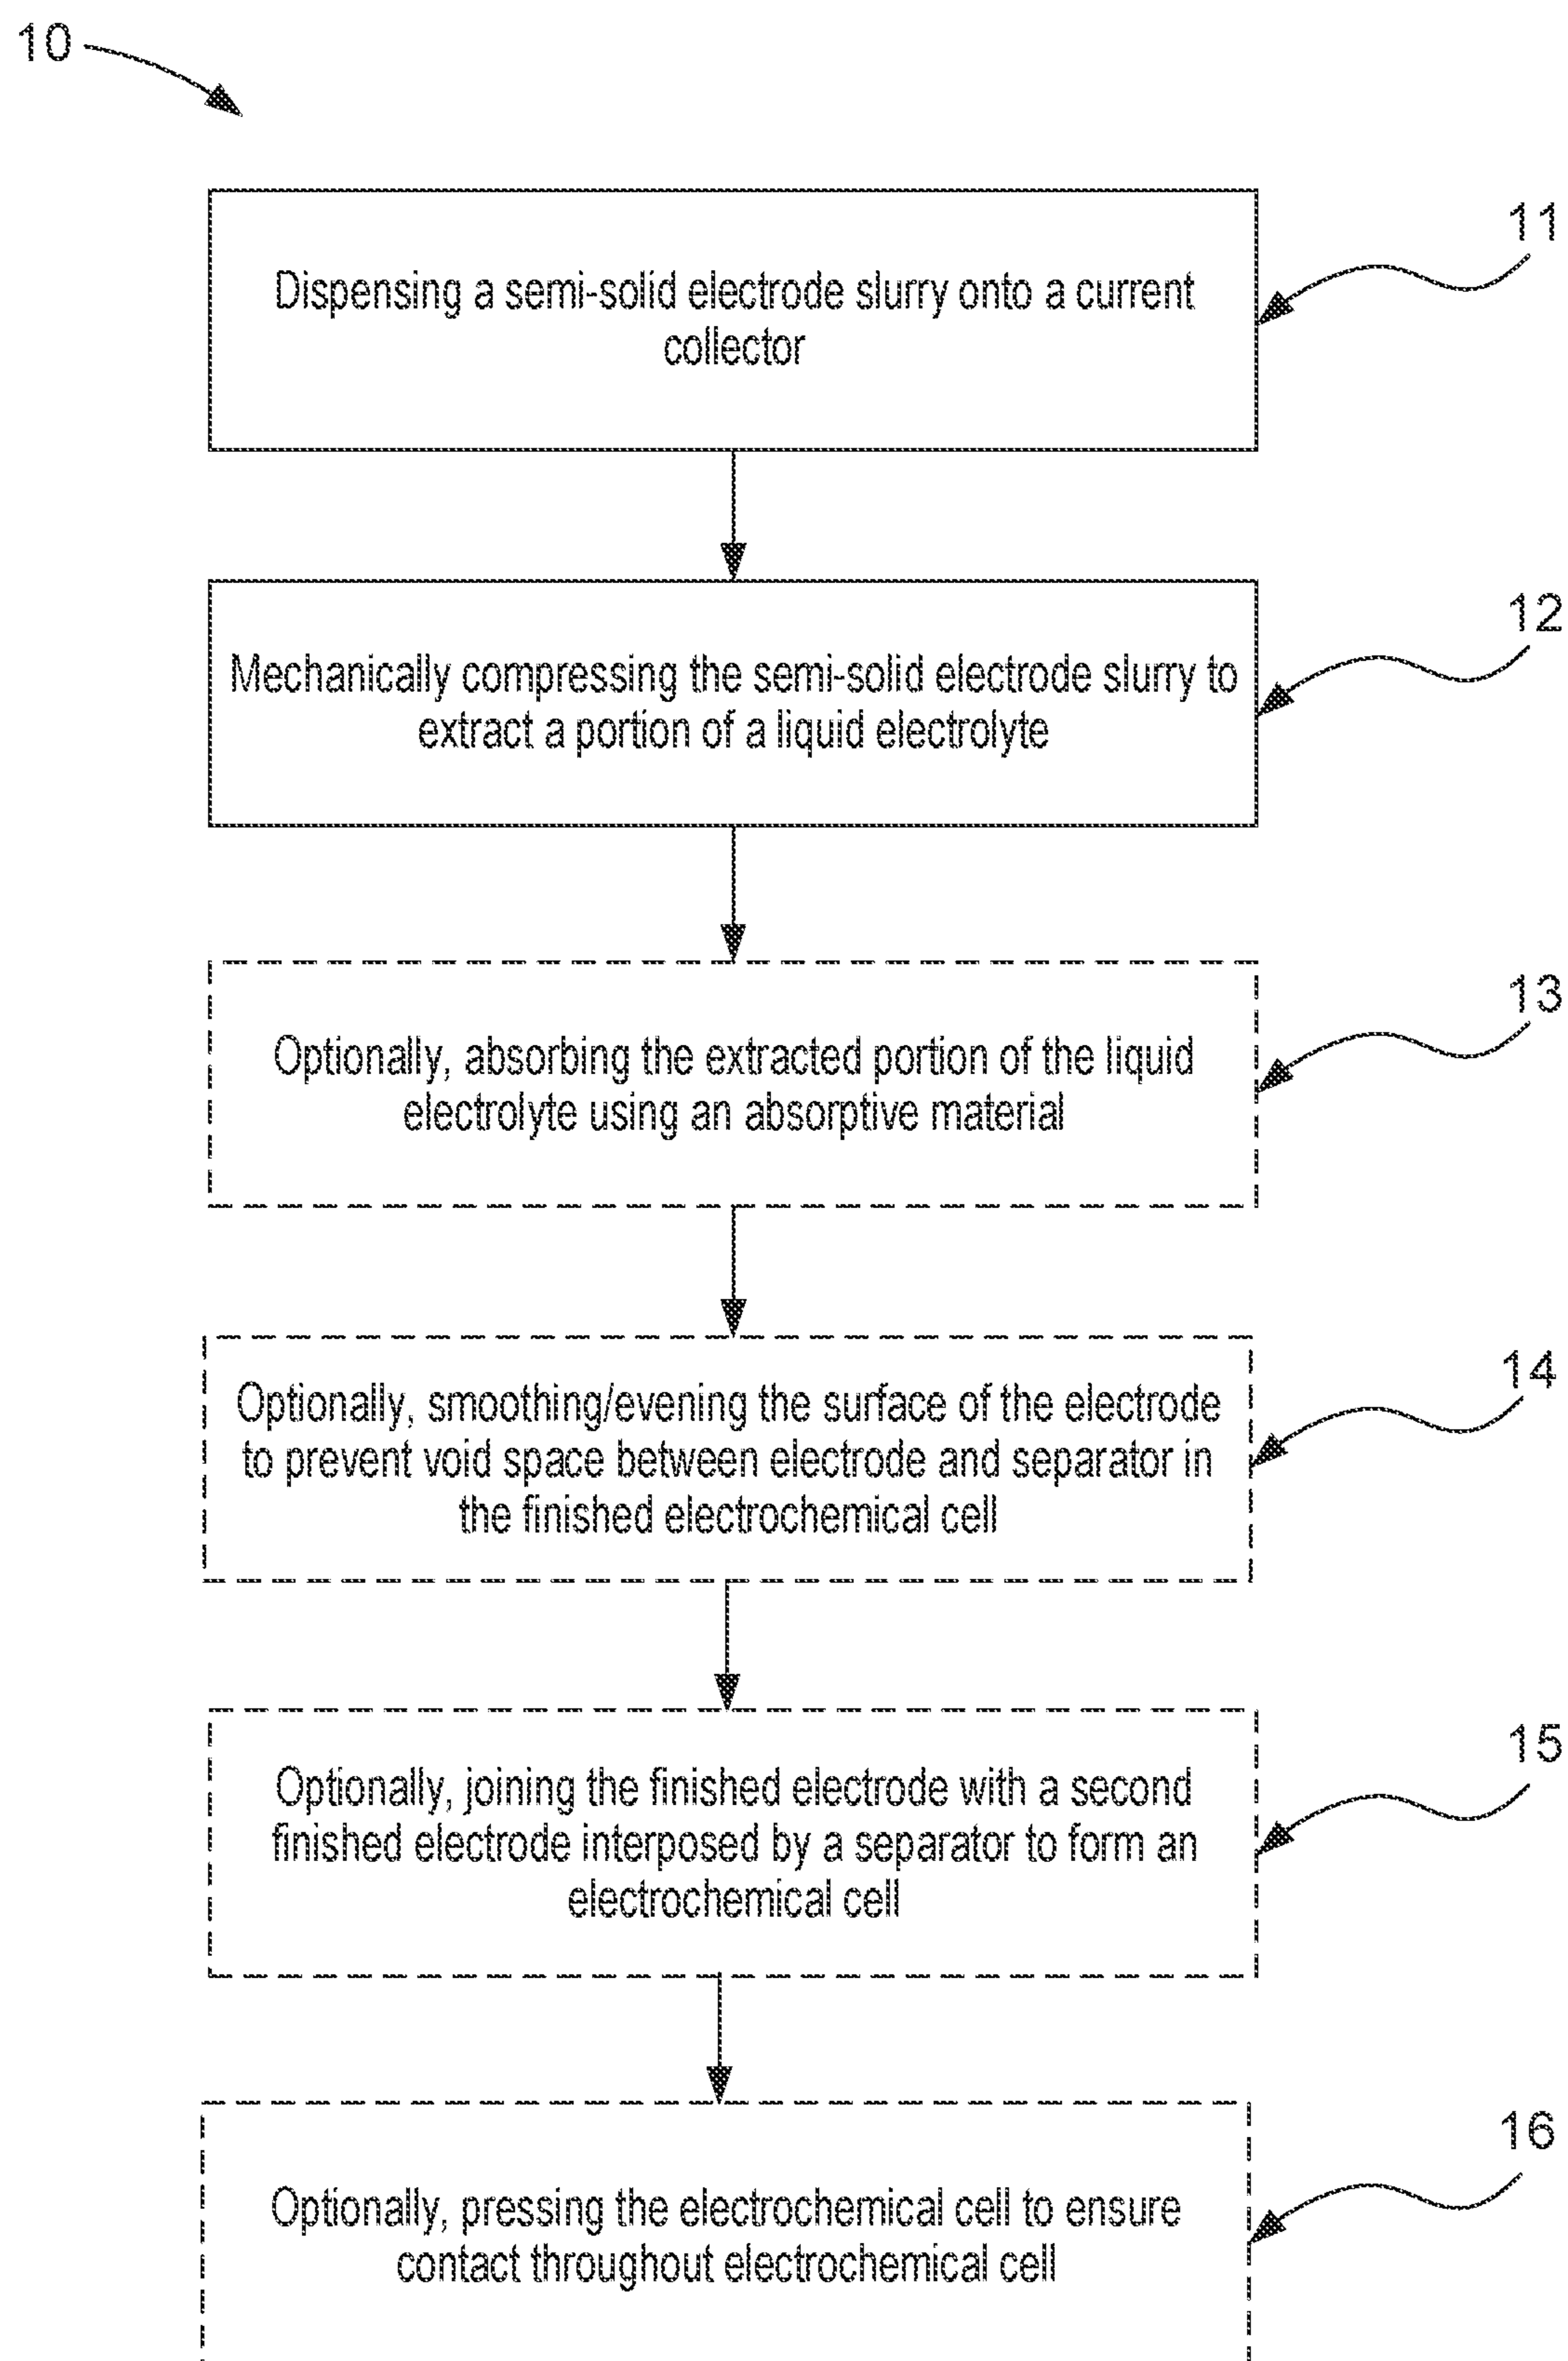 10
11
Dispensing a semi-solid electrode slurry onto a current
collector
12
Mechanically compressing the semi-solid electrode slurry to
extract a portion of a liquid electrolyte
13
Optionally, absorbing the extracted portion of the liquid
electrolyte using an absorptive material
14
Optionally, smoothing/evening the surface of the electrode
to prevent void space between electrode and separator in
the finished electrochemical cell
15
Optionally, joining the finished electrode with a second
finished electrode interposed by a separator to form an
electrochemical cell
16
Optionally, pressing the electrochemical cell to ensure
contact throughout electrochemical cell